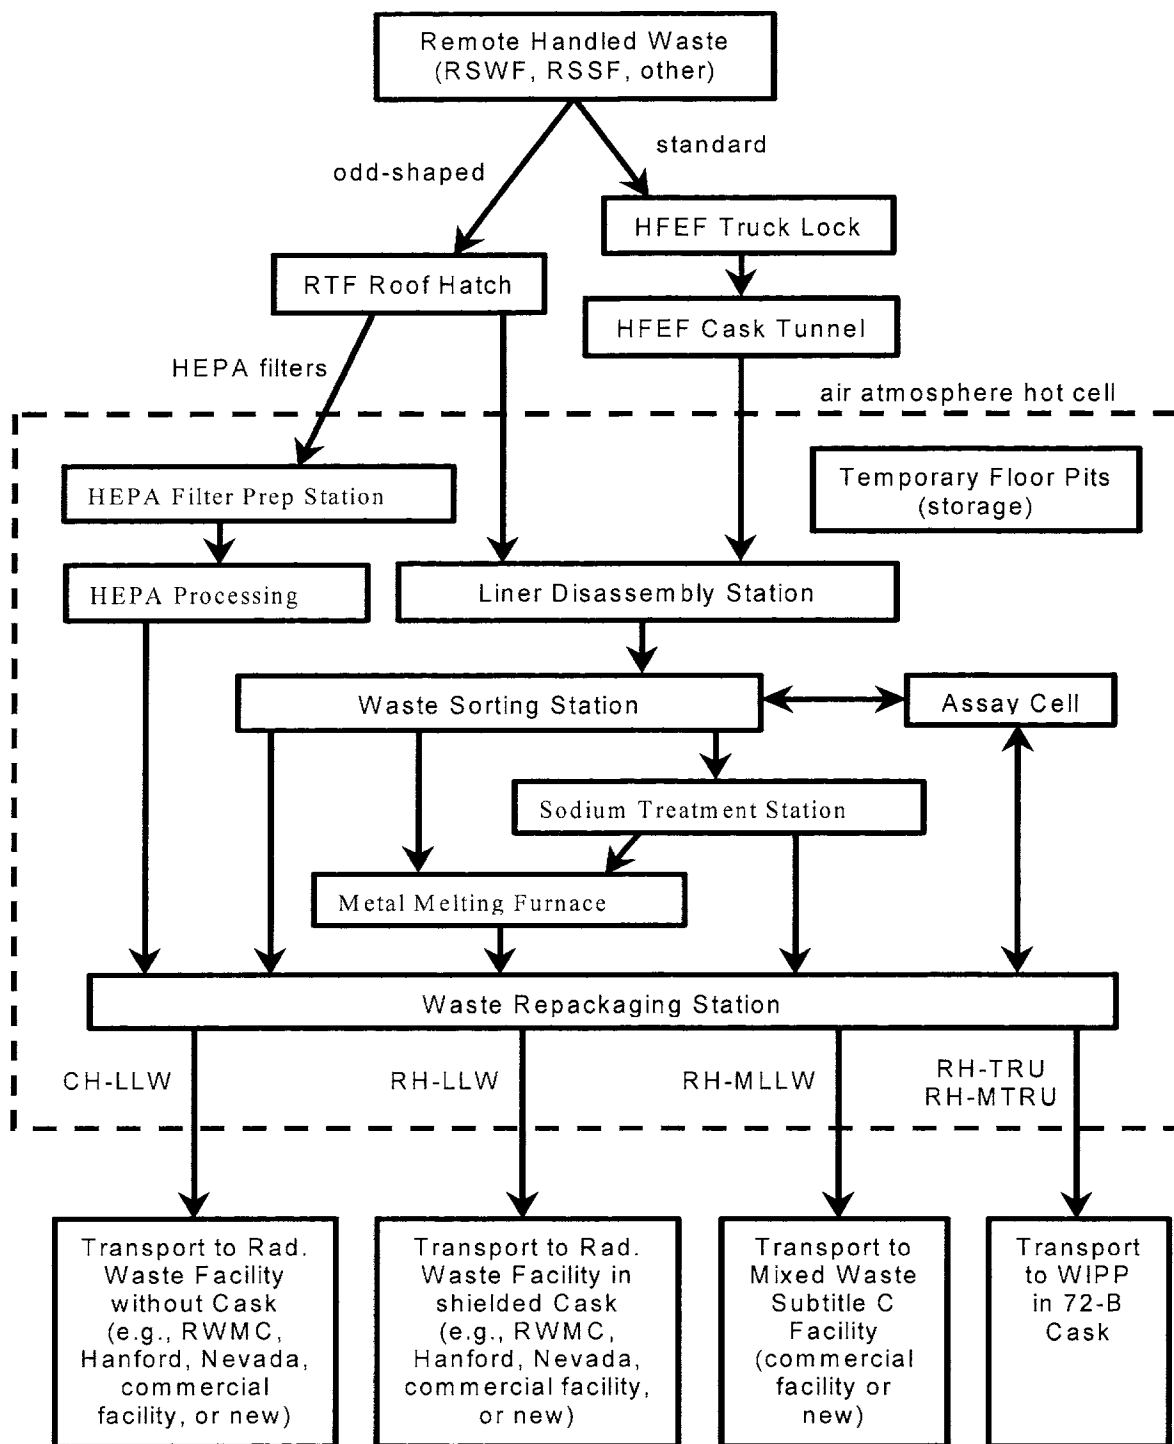 Remote Handled Waste
(RSWF, RSSF, other)
standard
odd-shaped
HFEF Truck Lock
RTF Roof Hatch
HFEF Cask Tunnel
HEPA filters
air atmosphere hot cell
Temporary Floor Pits
(storage)
HEPA Filter Prep Station
HEPA Processing
Liner Disassembly Station
Waste Sorting Station
Assay Cell
Sodium Treatment Station
Metal Melting Furnace
Waste Repackaging Station
CH-LLW
RH-LLW
RH-MLLW
RH-TRU
RH-MTRU
Transport to Rad.
Waste Facility
without Cask
(e.g., RWMC,
Hanford, Nevada,
commercial
facility, or new)
Transport to Rad.
Waste Facility in
shielded Cask
(e.g., RWMC,
Hanford, Nevada,
commercial facility,
or new)
Transport to
Mixed Waste
Subtitle C
Facility
(commercial
facility or
new)
Transport
to WIPP
in 72-B
Cask